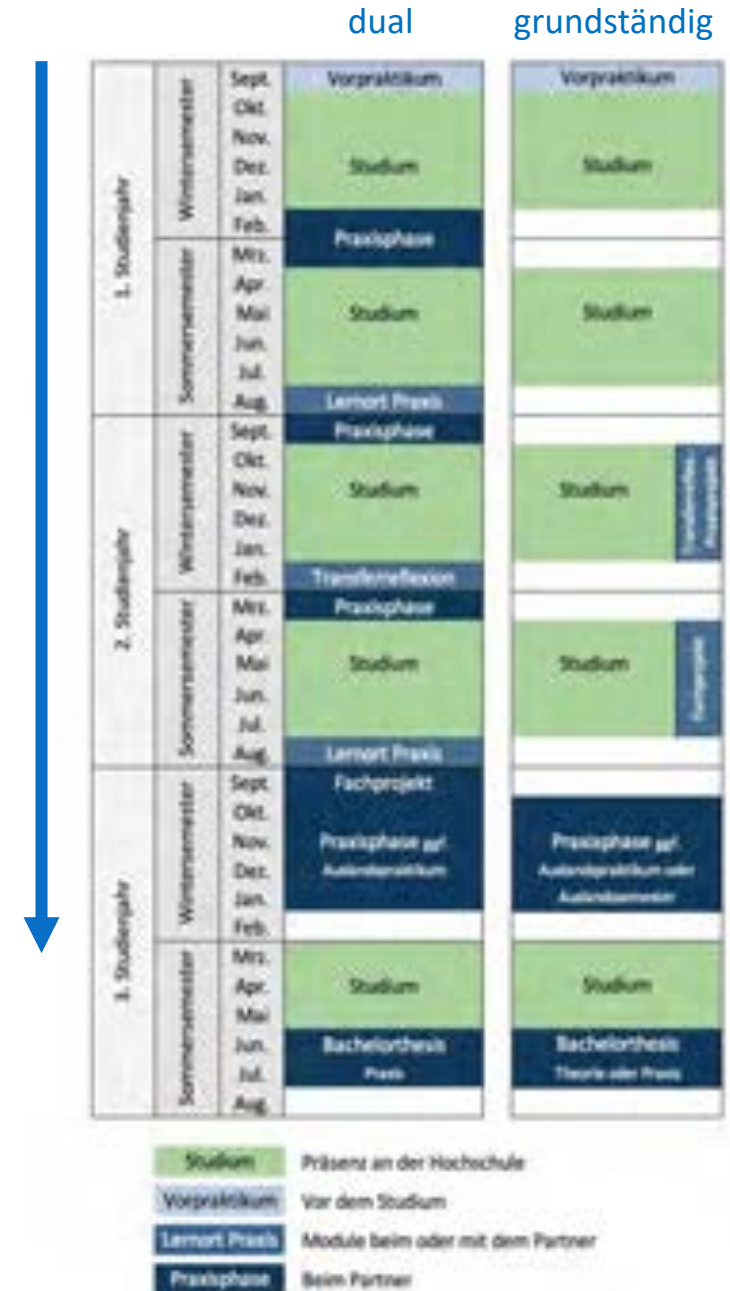 dual grundständig
1. Studienjahr
Wintersemester
Sept. Vorpraktikum Vorpraktikum
Okt.
Nov.
Dez. Studium Studium
Jan.
Feb.
Praxisphase
Sommersemester
Mrz.
Apr.
Mai Studium Studium
Jun.
Jul.
Aug. Lernort Praxis
2. Studienjahr
Wintersemester
Sept. Praxisphase
Okt.
Nov. Studium Studium
Dez.
Jan.
Feb. Transferreflexion
Sommersemester
Mrz. Praxisphase
Apr.
Mai Studium Studium Fachprojekt
Jun.
Jul.
Aug. Lernort Praxis
3. Studienjahr
Wintersemester
Sept. Fachprojekt
Okt.
Nov. Praxisphase ggf. Praxisphase ggf.
Dez. Auslandpraktikum Auslandpraktikum oder
Jan. Auslandsemester
Feb.
Sommersemester
Mrz.
Apr. Studium Studium
Mai
Jun. Bachelorthesis Bachelorthesis
Jul. Praxis Theorie oder Praxis
Aug.
Studium Präsenz an der Hochschule
Vorpraktikum Vor dem Studium
Lernort Praxis Module beim oder mit dem Partner
Praxisphase Beim Partner